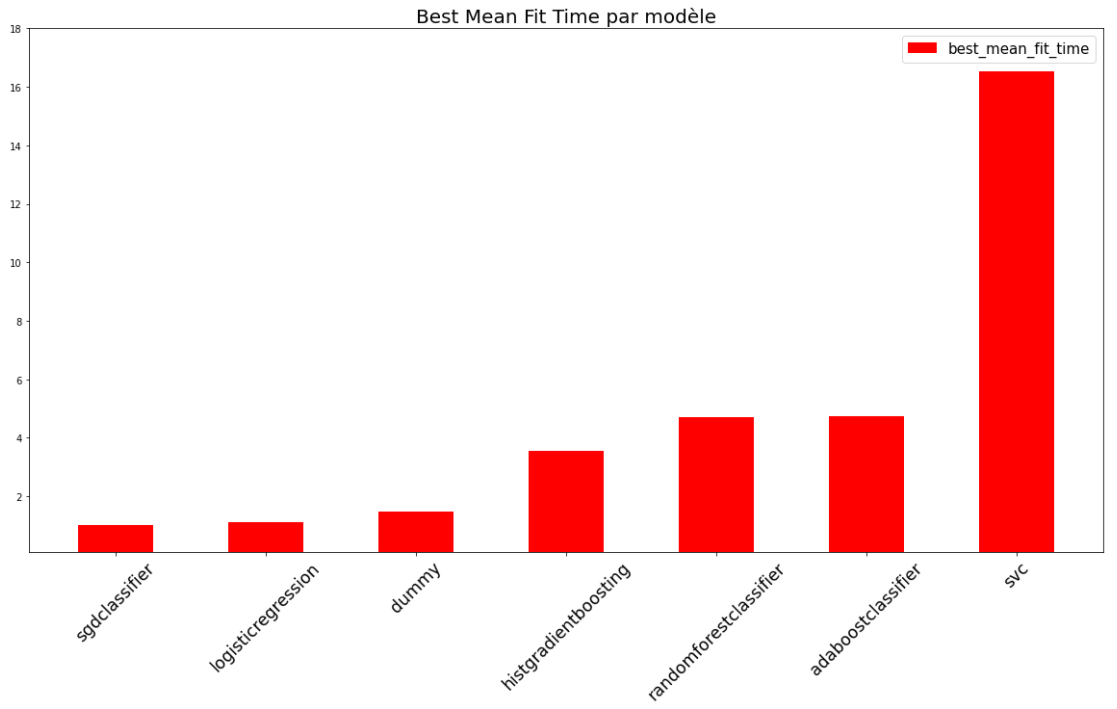 Best Mean Fit Time par modèle
best_mean_fit_time
18
16
14
12
10
8
6
4
2
sgdclassifier
logisticregression
dummy
histgradientboosting
randomforestclassifier
adaboostclassifier
svc